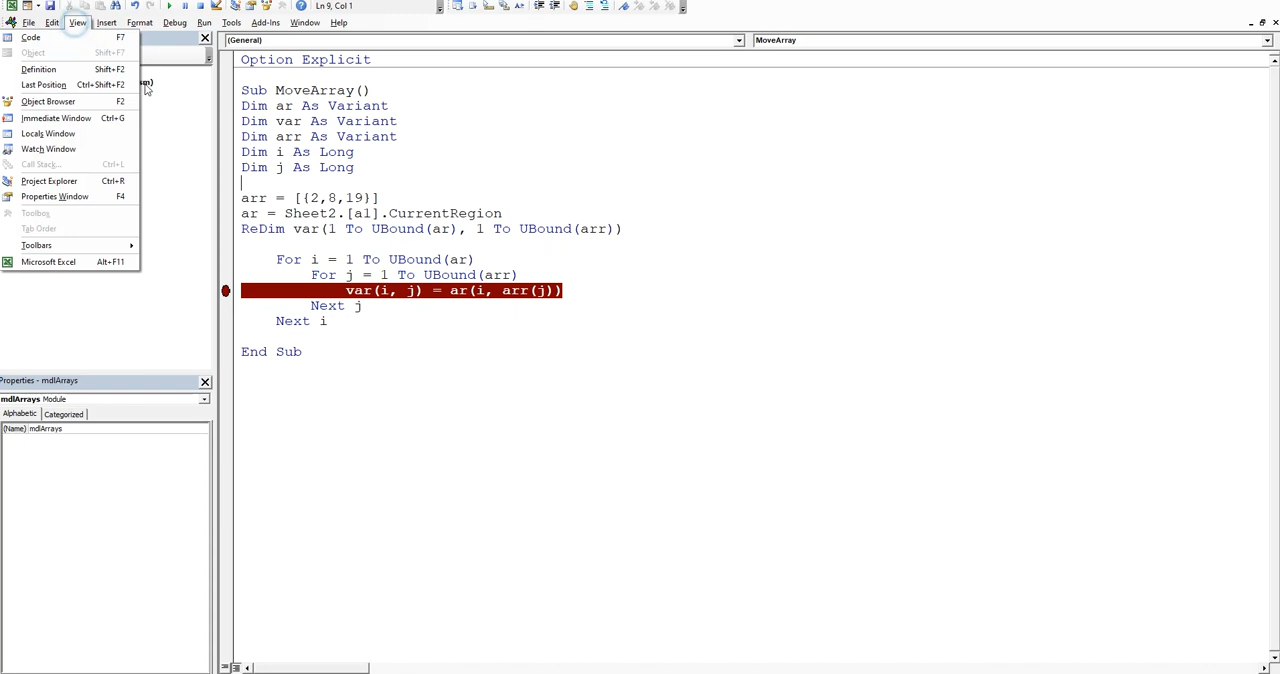 Ln 9, Col 1
File Edit View Insert Format Debug Run Tools Add-Ins Window Help
Code F7
Object Shift+F7
Definition Shift+F2
Last Position Ctrl+Shift+F2
Object Browser F2
Immediate Window Ctrl+G
Locals Window
Watch Window
Call Stack... Ctrl+L
Project Explorer Ctrl+R
Properties Window F4
Toolbox
Tab Order
Toolbars
Microsoft Excel Alt+F11
sm)
Properties - mdlArrays
mdlArrays Module
Alphabetic Categorized
(Name) mdlArrays
(General) MoveArray
Option Explicit
Sub MoveArray()
Dim ar As Variant
Dim var As Variant
Dim arr As Variant
Dim i As Long
Dim j As Long
arr = [{2,8,19}]
ar = Sheet2.[a1].CurrentRegion
ReDim var(1 To UBound(ar), 1 To UBound(arr))
For i = 1 To UBound(ar)
For j = 1 To UBound(arr)
var(i, j) = ar(i, arr(j))
Next j
Next i
End Sub